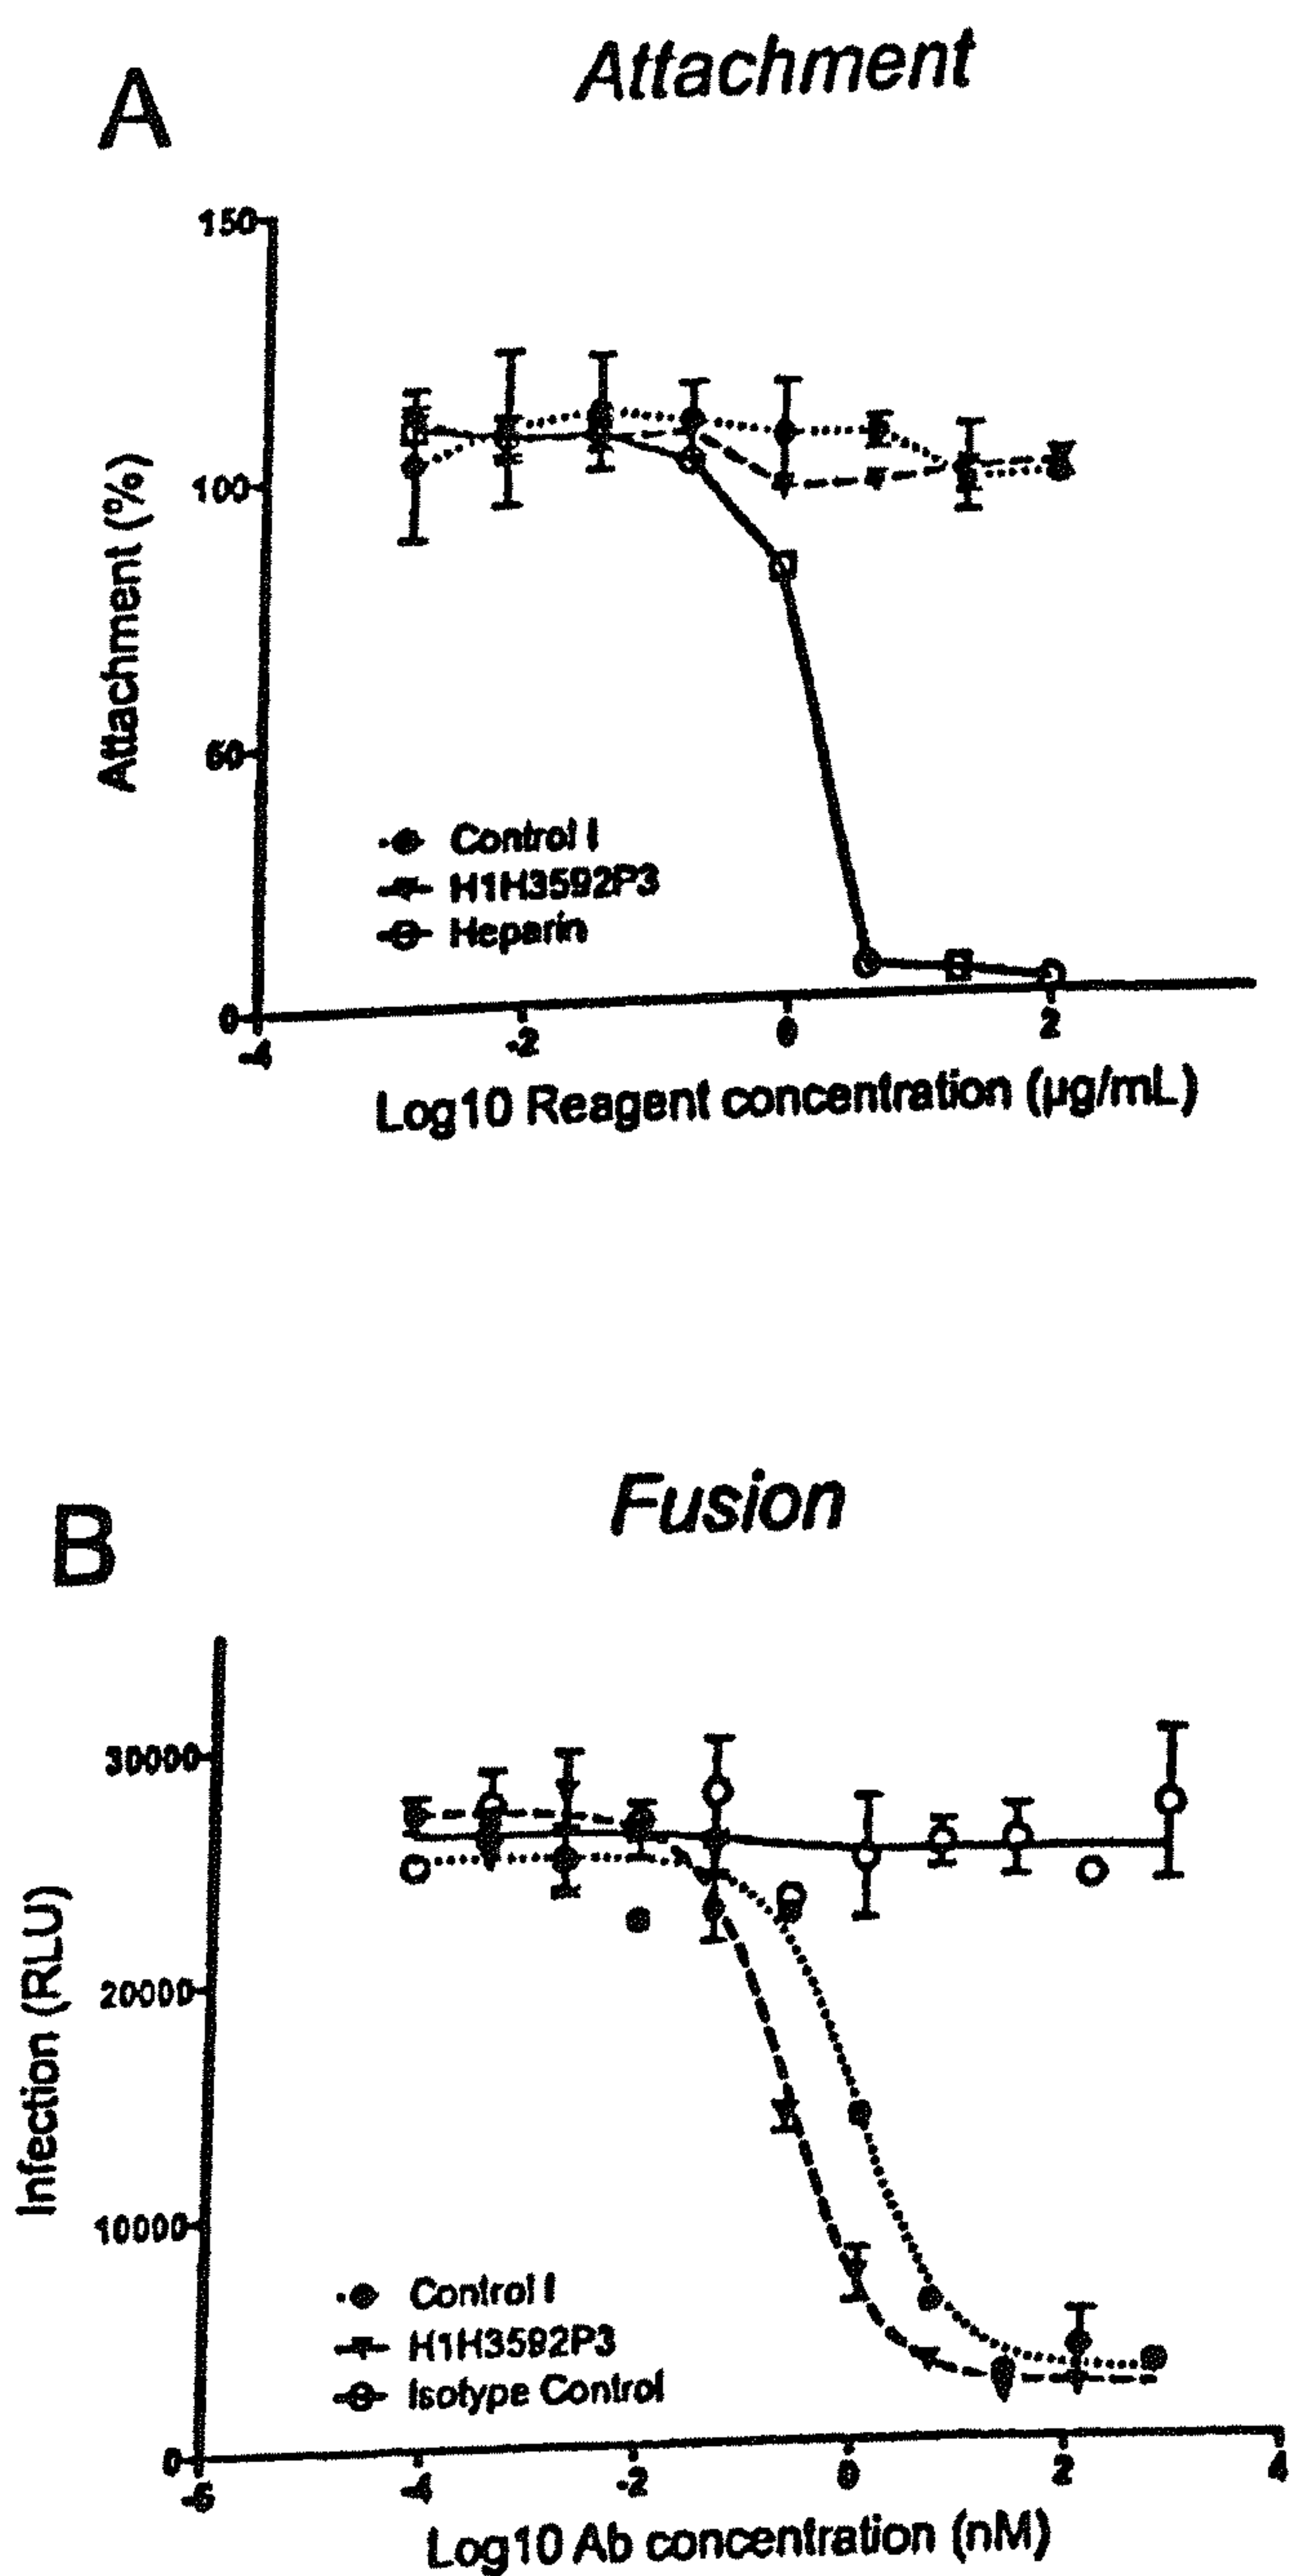 A
Attachment
150
100
50
0
Attachment (%)
-4
-2
0
2
Log10 Reagent concentration (µg/mL)
Control I
H1H3592P3
Heparin
B
Fusion
30000
20000
10000
0
Infection (RLU)
-6
-4
-2
0
2
4
Log10 Ab concentration (nM)
Control I
H1H3592P3
Isotype Control